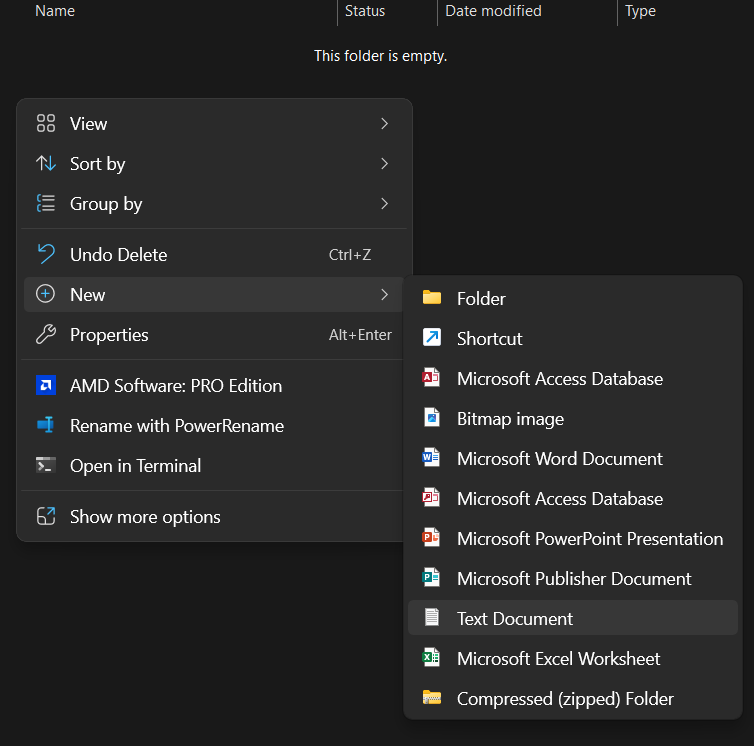 Name Status Date modified Type
This folder is empty.
View
Sort by
Group by
Undo Delete Ctrl+Z
New
Properties Alt+Enter
AMD Software: PRO Edition
Rename with PowerRename
Open in Terminal
Show more options
Folder
Shortcut
Microsoft Access Database
Bitmap image
Microsoft Word Document
Microsoft Access Database
Microsoft PowerPoint Presentation
Microsoft Publisher Document
Text Document
Microsoft Excel Worksheet
Compressed (zipped) Folder